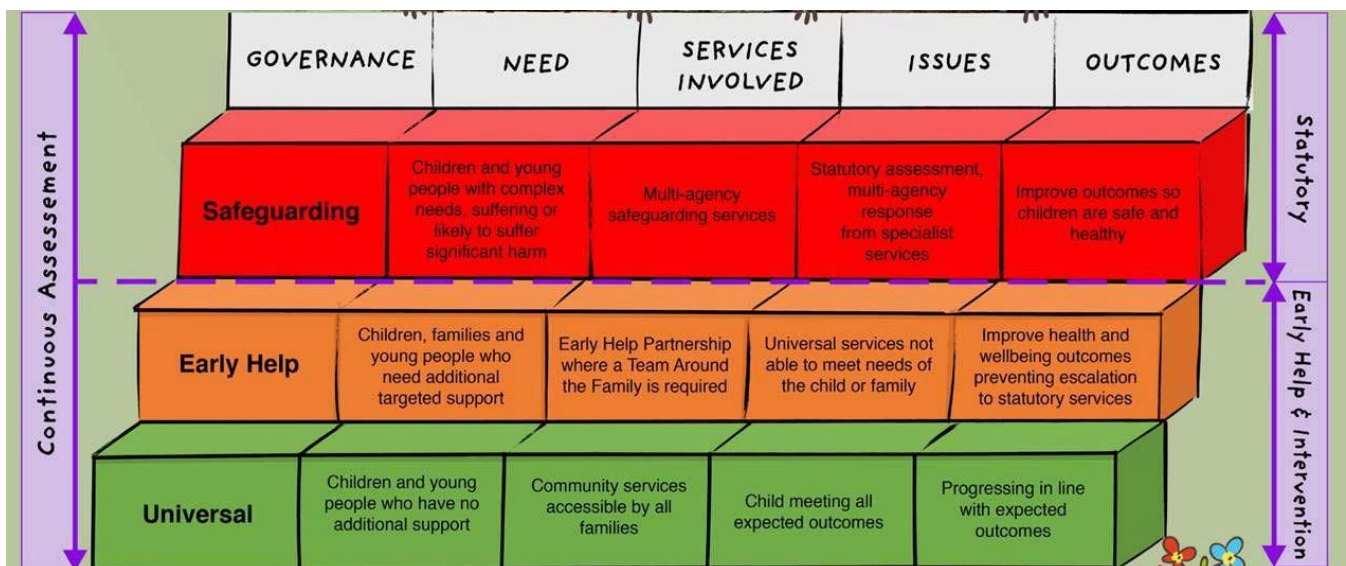 GOVERNANCE
NEED
SERVICES
INVOLVED
ISSUES
OUTCOMES
Safeguarding
Children and young
people with complex
needs, suffering or
likely to suffer
significant harm
Multi-agency
safeguarding services
Statutory assessment,
multi-agency
response
from specialist
services
Improve outcomes so
children are safe and
healthy
Early Help
Children, families and
young people who
need additional
targeted support
Early Help Partnership
where a Team Around
the Family is required
Universal services not
able to meet needs of
the child or family
Improve health and
wellbeing outcomes
preventing escalation
to statutory services
Universal
Children and young
people who have no
additional support
Community services
accessible by all
families
Child meeting all
expected outcomes
Progressing in line
with expected
outcomes
Continuous Assessement
Statutory
Early Help & Intervention